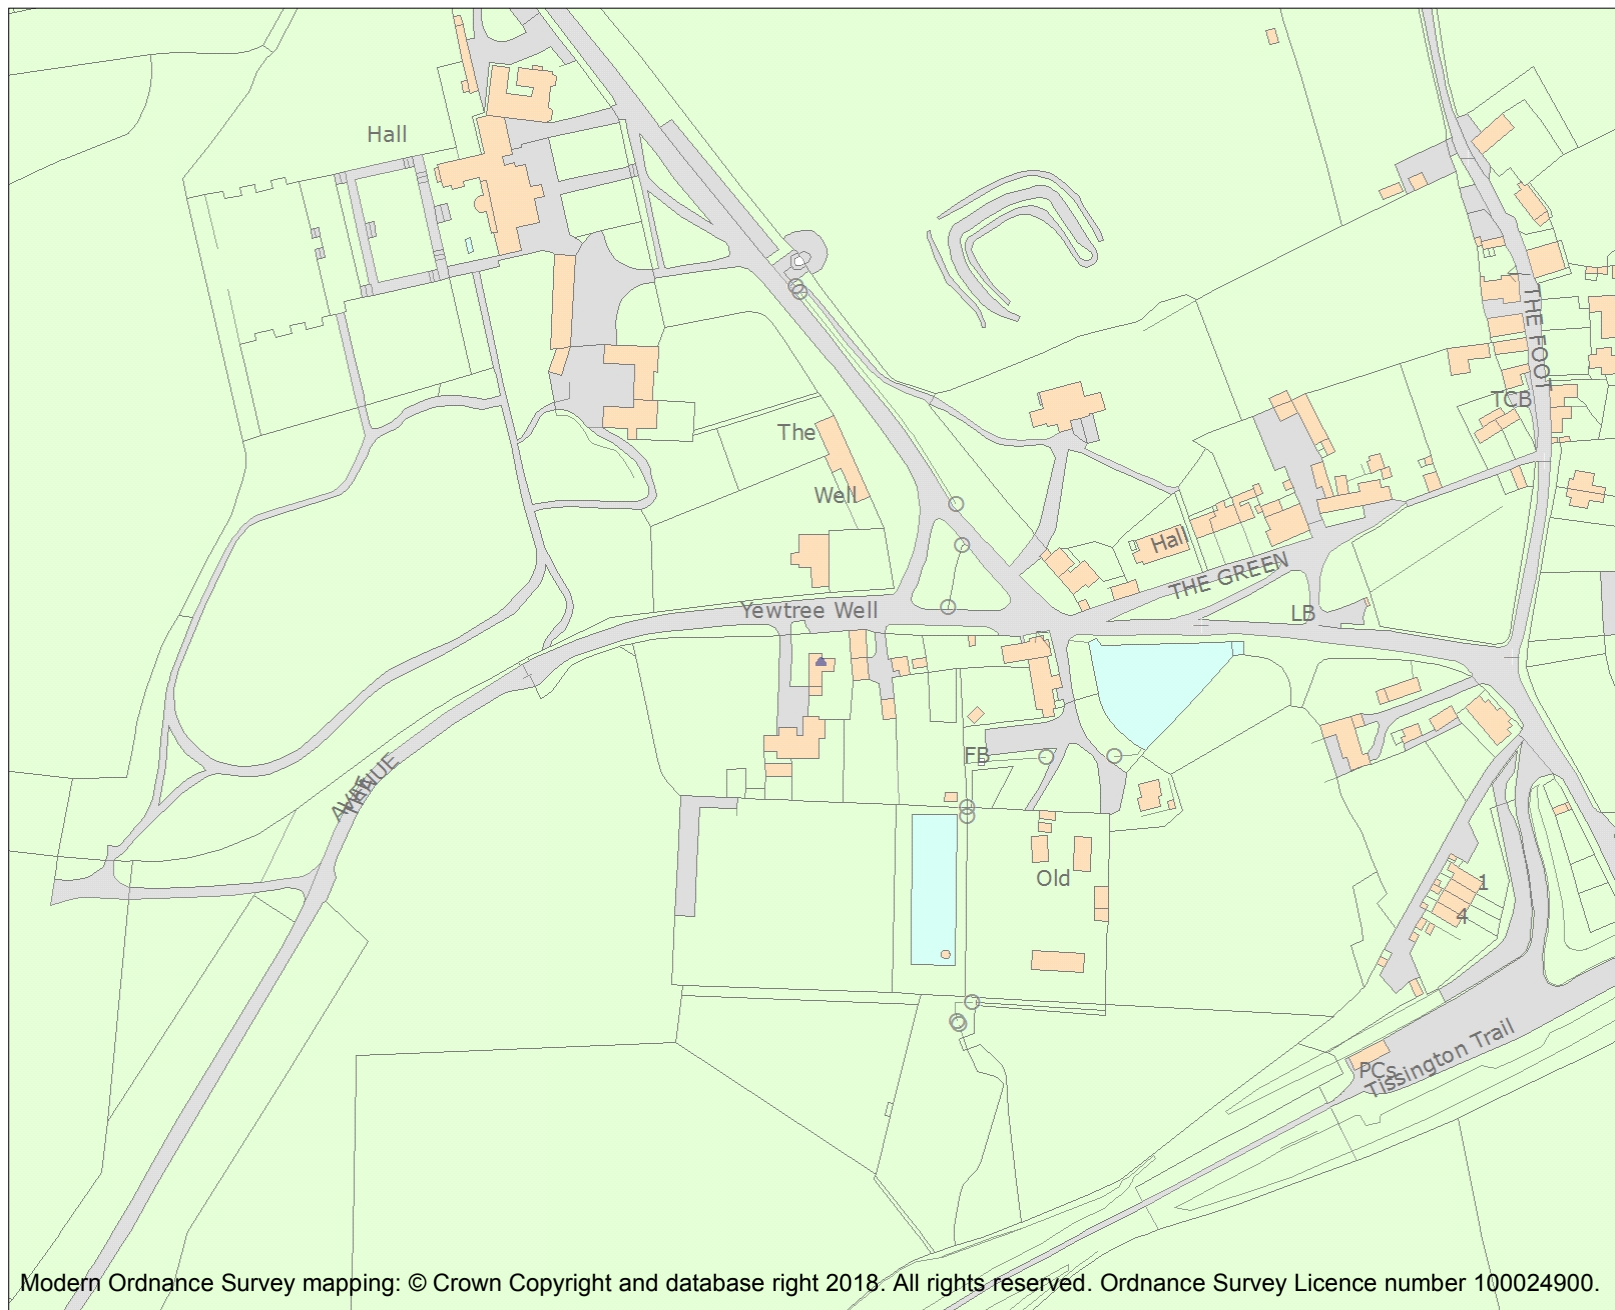 Hall
THE FOOT
TCB
The
Well
Hall
THE GREEN
Yewtree Well
LB
FB
AVENUE
Old
1
4
PCs
Tissington Trail
Modern Ordnance Survey mapping: © Crown Copyright and database right 2018. All rights reserved. Ordnance Survey Licence number 100024900.